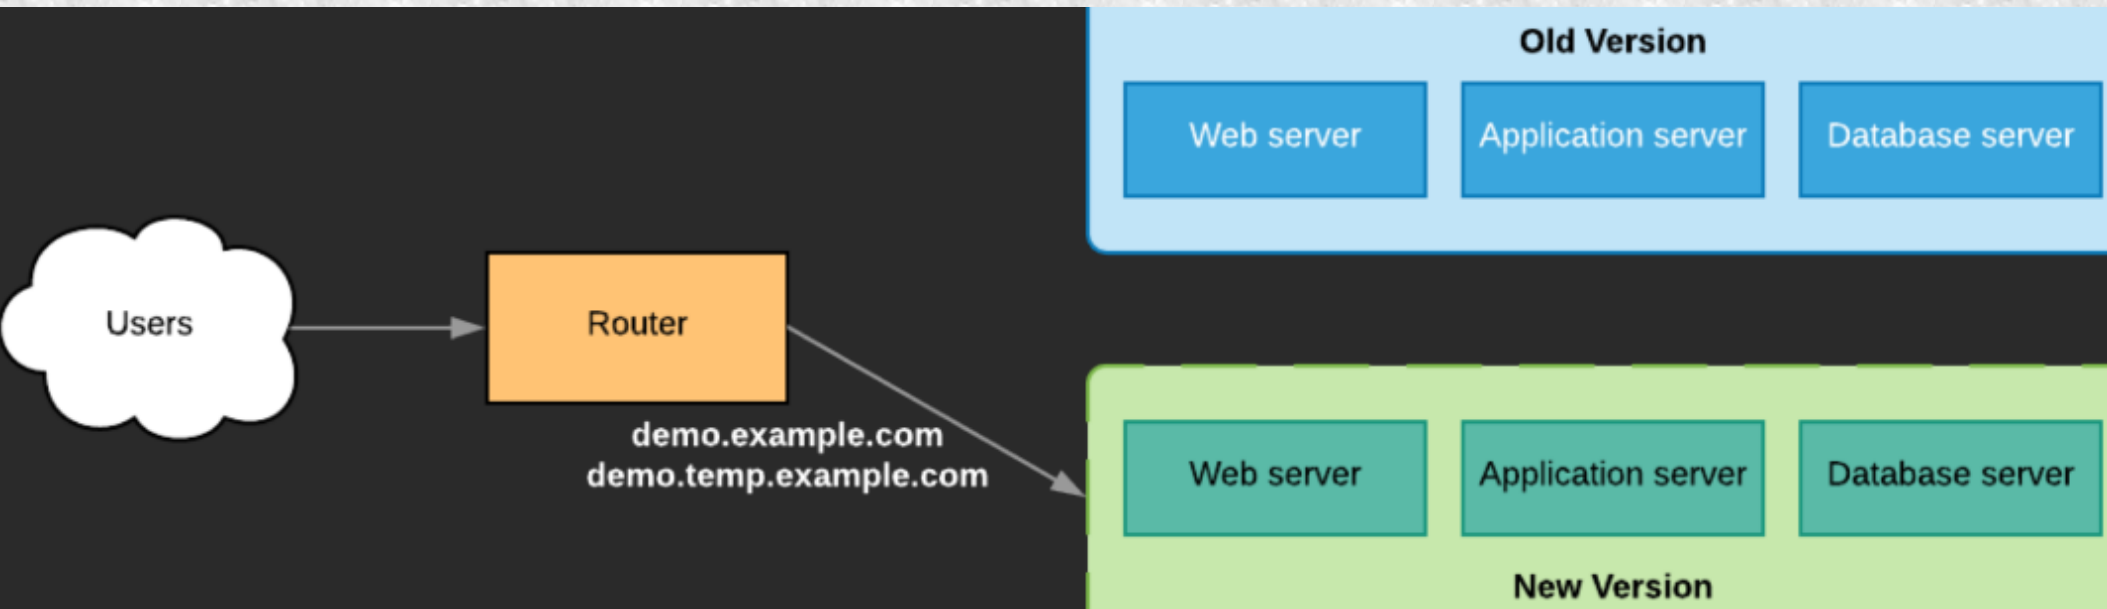 Old Version
Web server
Application server
Database server
Users
Router
demo.example.com
demo.temp.example.com
Web server
Application server
Database server
New Version